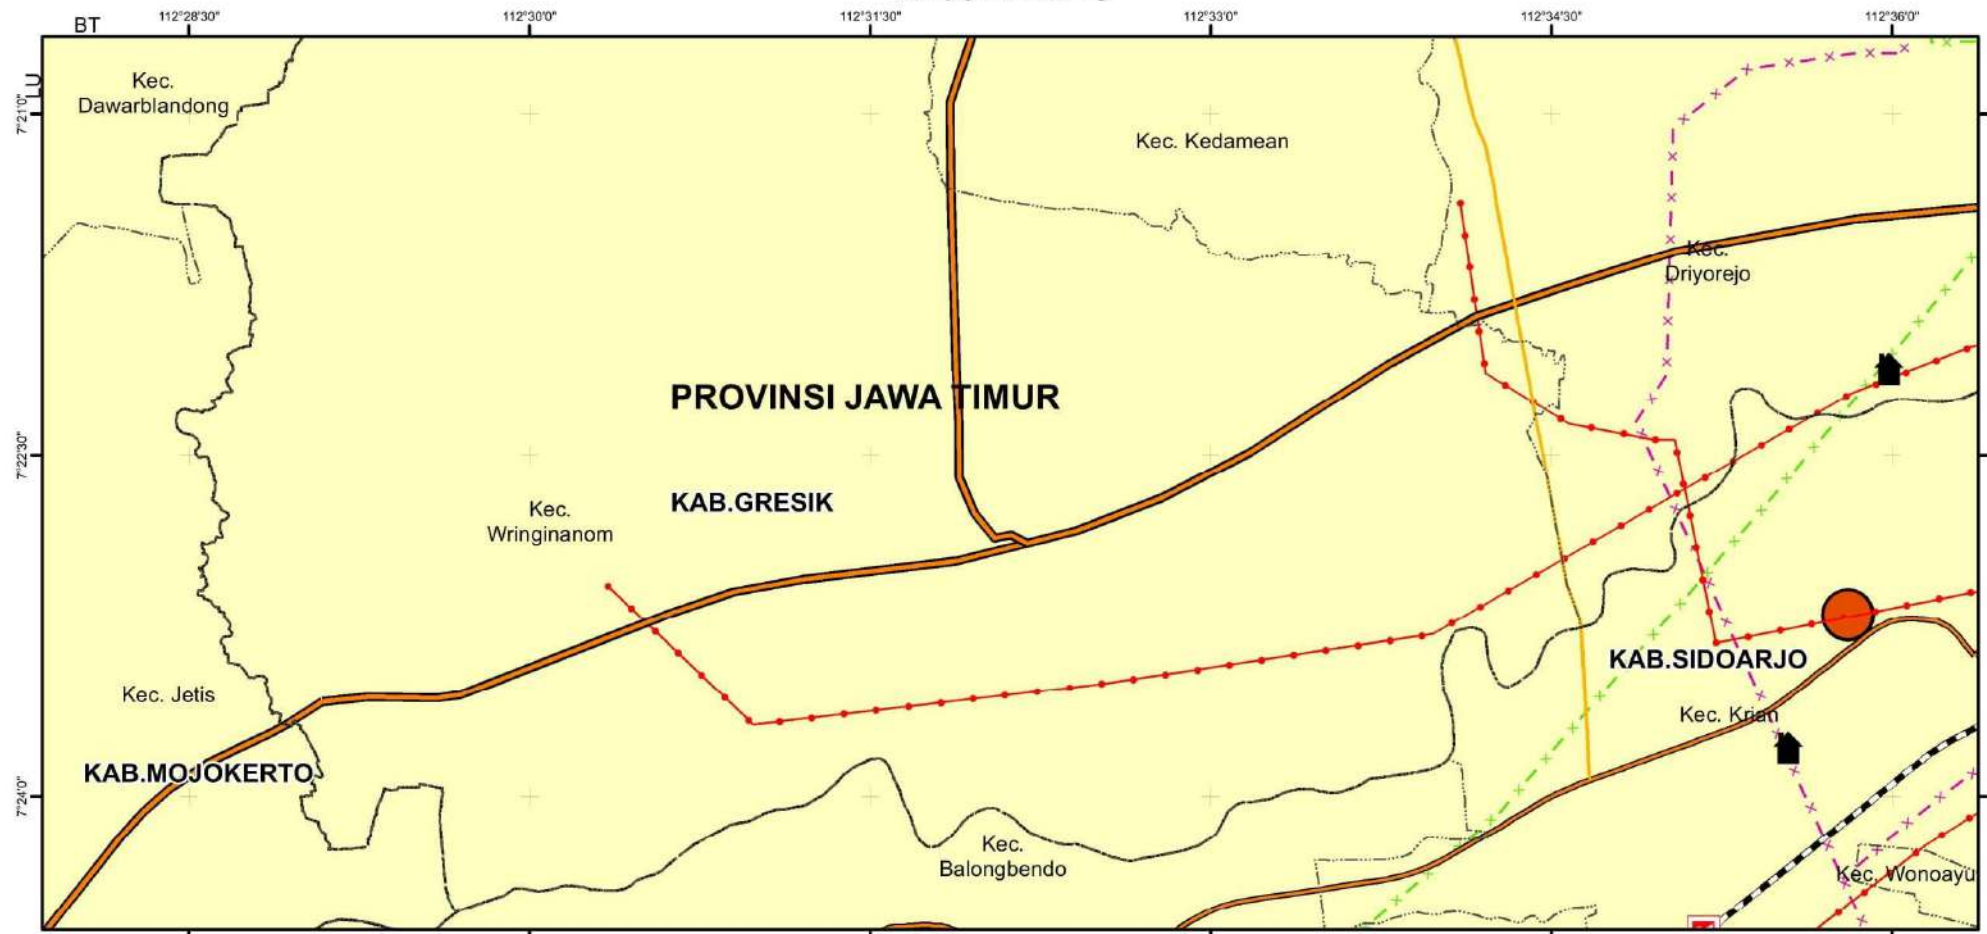 BT
112°28'30"
112°30'0"
112°31'30"
112°33'0"
112°34'30"
112°36'0"
LU
7°21'0"
7°22'30"
7°24'0"
Kec.
Dawarblandong
Kec. Kedamean
Kec.
Driyorejo
PROVINSI JAWA TIMUR
KAB.GRESIK
Kec.
Wringinanom
KAB.SIDOARJO
Kec. Jetis
Kec. Krian
KAB.MOJOKERTO
Kec.
Balongbendo
Kec. Wonoayu